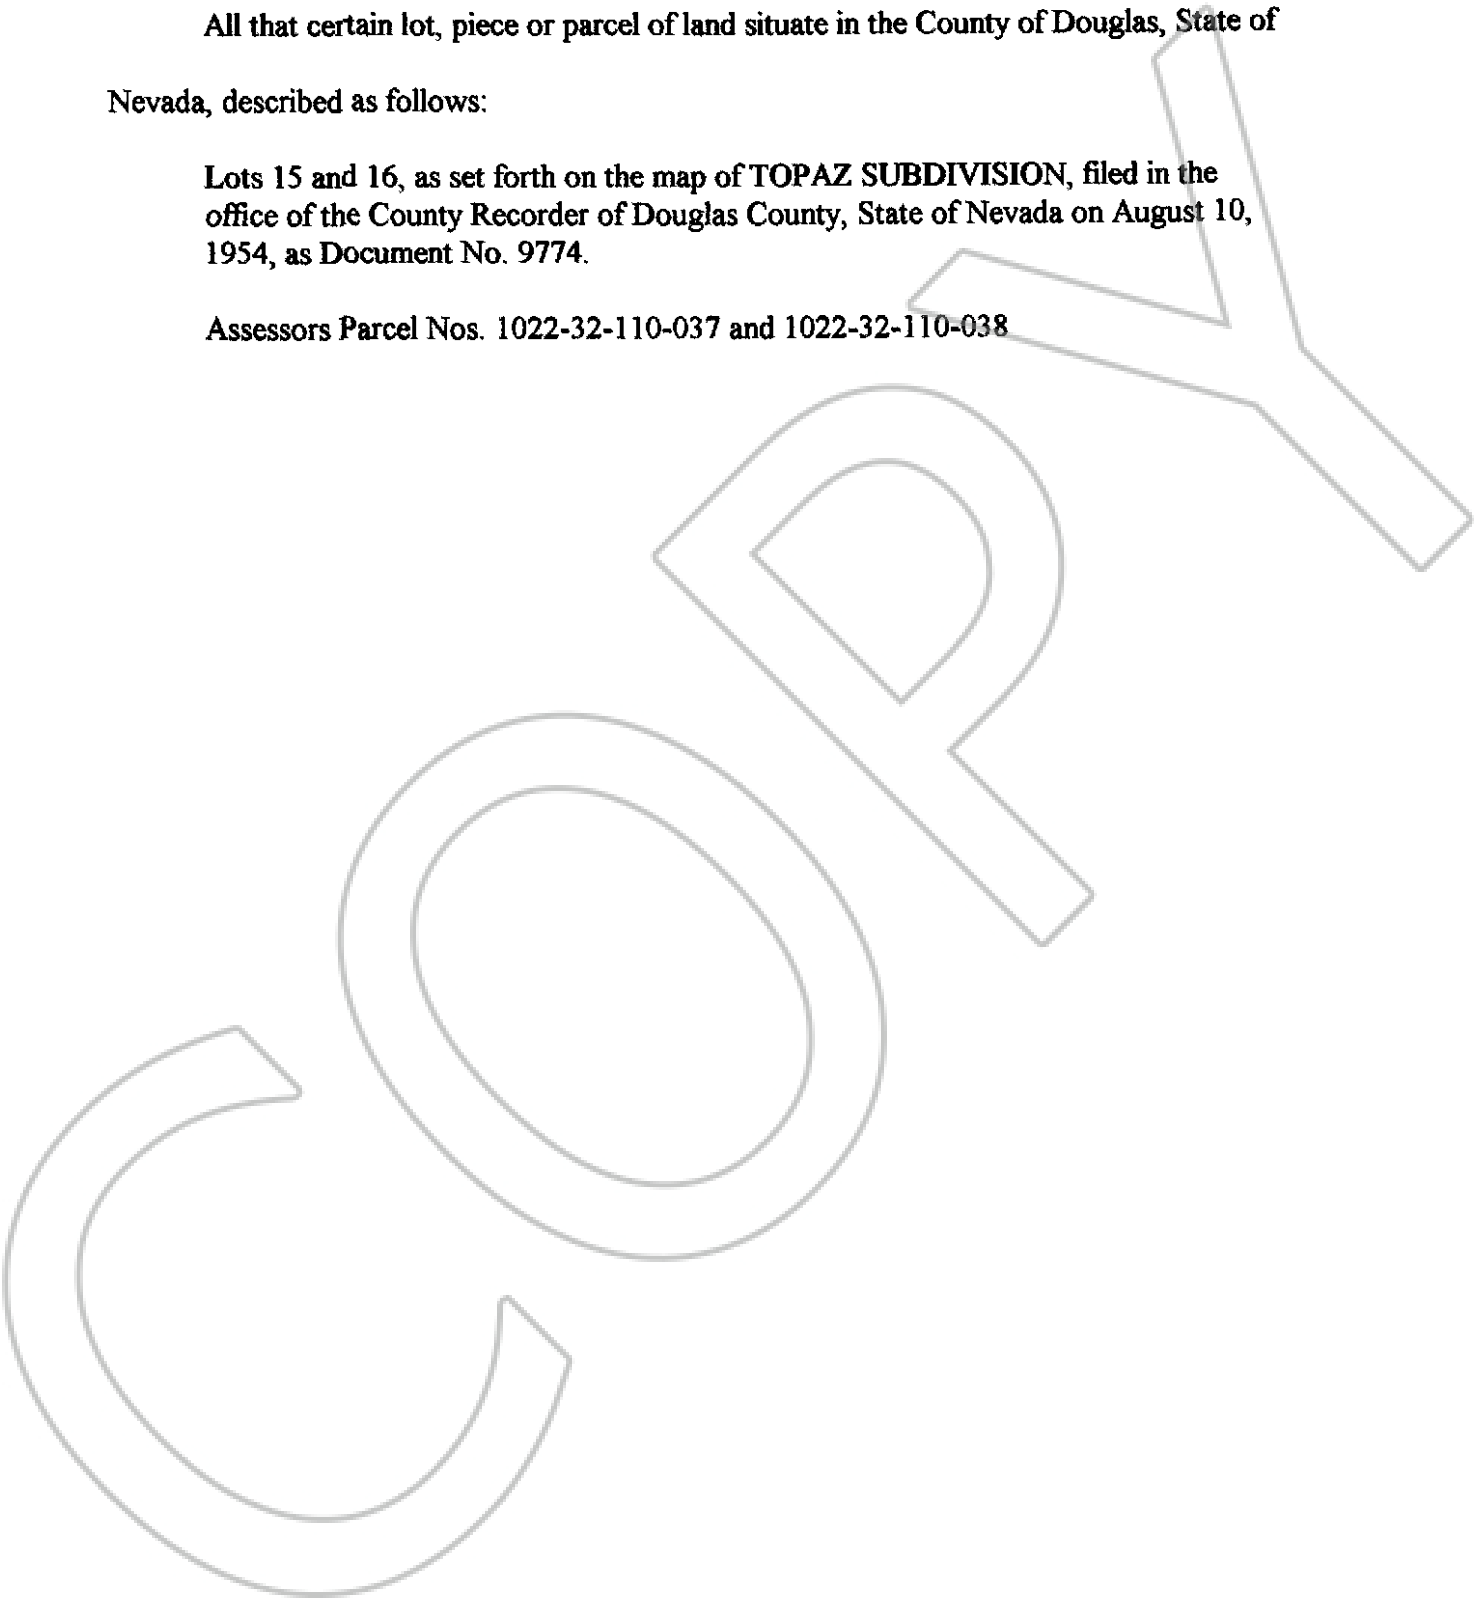 All that certain lot, piece or parcel of land situate in the County of Douglas, State of
Nevada, described as follows:
Lots 15 and 16, as set forth on the map of TOPAZ SUBDIVISION, filed in the
office of the County Recorder of Douglas County, State of Nevada on August 10,
1954, as Document No. 9774.
Assessors Parcel Nos. 1022-32-110-037 and 1022-32-110-038
COPY